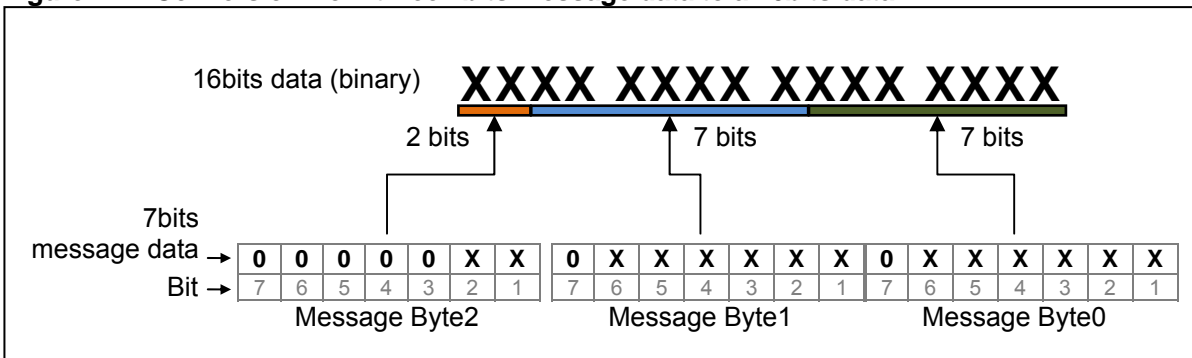 16bits data (binary) XXXX XXXX XXXX XXXX
2 bits 7 bits 7 bits
7bits
message data 0 0 0 0 0 X X 0 X X X X X X 0 X X X X X X
Bit 7 6 5 4 3 2 1 7 6 5 4 3 2 1 7 6 5 4 3 2 1
Message Byte2 Message Byte1 Message Byte0